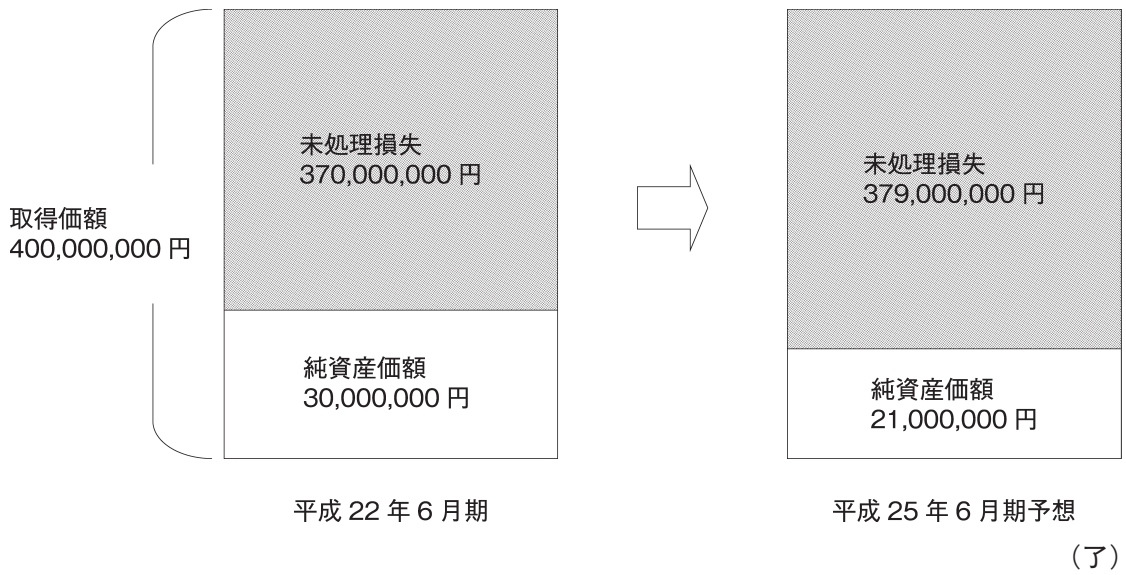 取得価額
400,000,000 円
未処理損失
370,000,000 円
純資産価額
30,000,000 円
平成 22 年 6 月期
未処理損失
379,000,000 円
純資産価額
21,000,000 円
平成 25 年 6 月期予想
（了）